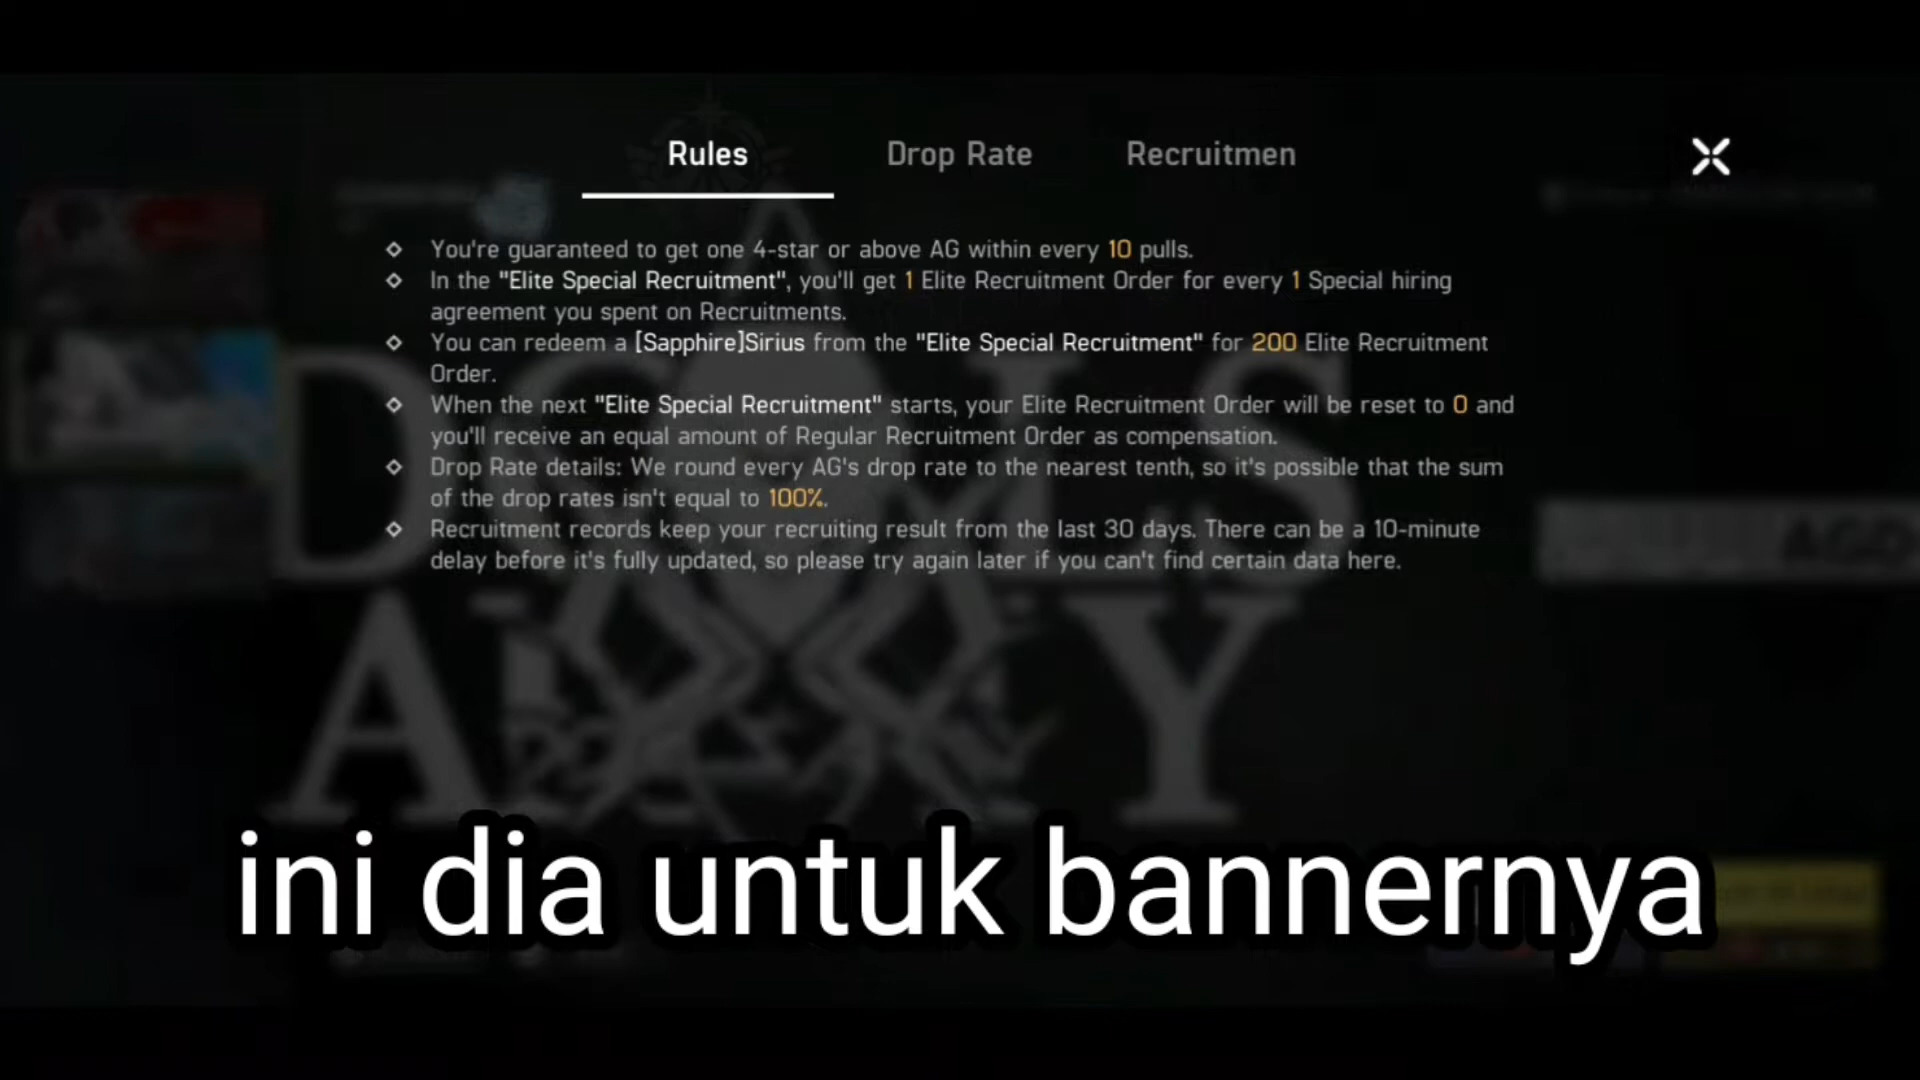 Rules Drop Rate Recruitmen
You're guaranteed to get one 4-star or above AG within every 10 pulls.
In the "Elite Special Recruitment", you'll get 1 Elite Recruitment Order for every 1 Special hiring
agreement you spent on Recruitments.
You can redeem a [Sapphire]Sirius from the "Elite Special Recruitment" for 200 Elite Recruitment
Order.
When the next "Elite Special Recruitment" starts, your Elite Recruitment Order will be reset to 0 and
you'll receive an equal amount of Regular Recruitment Order as compensation.
Drop Rate details: We round every AG's drop rate to the nearest tenth, so it's possible that the sum
of the drop rates isn't equal to 100%.
Recruitment records keep your recruiting result from the last 30 days. There can be a 10-minute
delay before it's fully updated, so please try again later if you can't find certain data here.
ini dia untuk bannernya